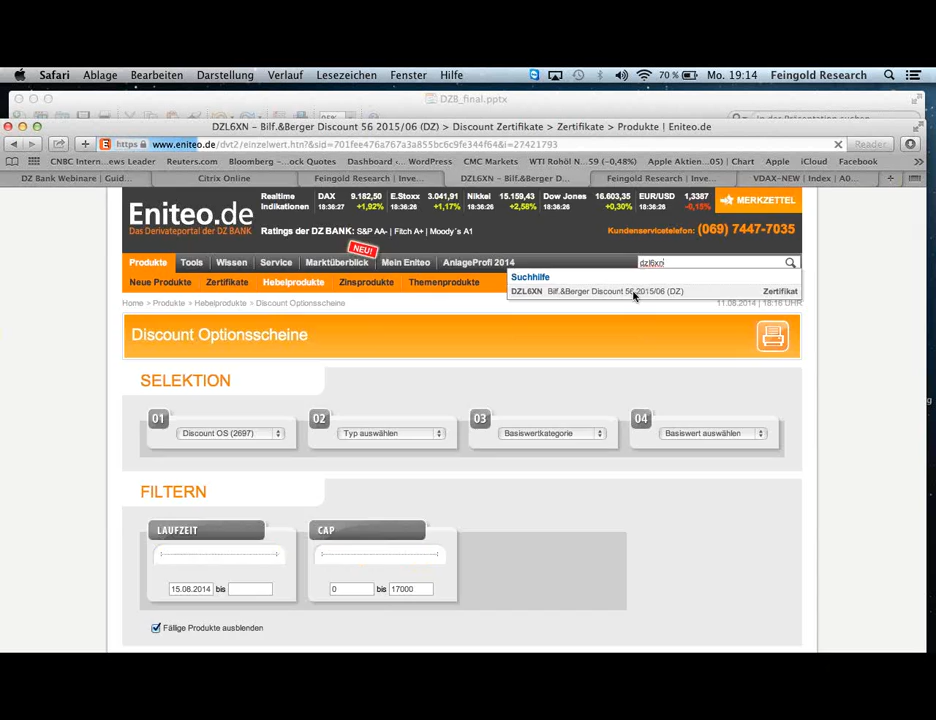 Safari Ablage Bearbeiten Darstellung Verlauf Lesezeichen Fenster Hilfe 70 % Mo. 19:14 Feingold Research
DZB_final.pptx
DZL6XN – Bilf.&Berger Discount 56 2015/06 (DZ) > Discount Zertifikate > Zertifikate > Produkte | Eniteo.de
https www.eniteo.de/dvt2/einzelwert.htn?&sid=701fee476a767a3a855bc6c9fe344f64&i=27421793 Reader
CNBC Intern...ews Leader Reuters.com Bloomberg -...ock Quotes Dashboard ‹... WordPress CMC Markets WTI Rohöl N...59 (–0,48%) Apple Aktien...05) | Chart Apple iCloud Facebook
DZ Bank Webinare | Guid... Citrix Online Feingold Research | Inve... DZL6XN – Bilf.&Berger D... Feingold Research | Inve... VDAX–NEW | Index | A0...
Eniteo.de
Das Derivateportal der DZ BANK
Realtime DAX 9.182,50 E.Stoxx 3.041,91 Nikkei 15.159,43 Dow Jones 16.603,35 EUR/USD 1,3387
Indikationen 18:36:27 +1,92% 18:36:26 +1,17% 18:36:26 +2,56% 18:36:26 +0,30% 18:36:26 -0,15%
MERKZETTEL
Ratings der DZ BANK: S&P AA- | Fitch A+ | Moody´s A1
Kundenservicetelefon: (069) 7447-7035
NEU!
Produkte Tools Wissen Service Marktüberblick Mein Eniteo AnlageProfi 2014 dzl6xn
Suchhilfe
Neue Produkte Zertifikate Hebelprodukte Zinsprodukte Themenprodukte
DZL6XN Bilf.&Berger Discount 56 2015/06 (DZ) Zertifikat
Home > Produkte > Hebelprodukte > Discount Optionsscheine
11.08.2014 | 18:16 UHR
Discount Optionsscheine
SELEKTION
01 02 03 04
Discount OS (2697) Typ auswählen Basiswertkategorie Basiswert auswählen
FILTERN
LAUFZEIT CAP
15.08.2014 bis 0 bis 17000
Fällige Produkte ausblenden